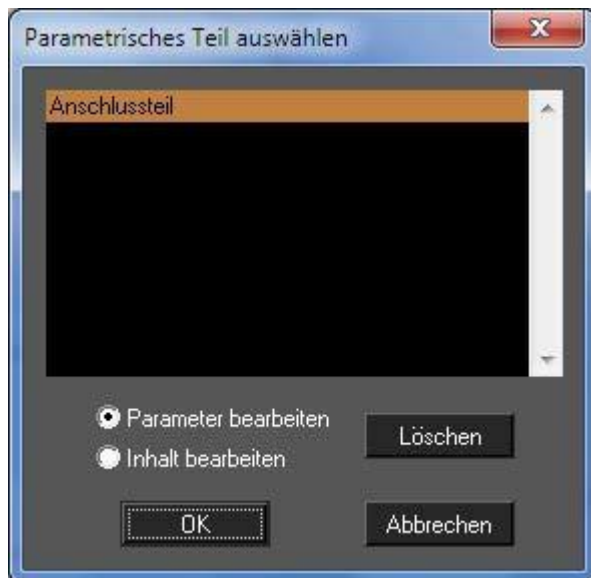 Parametrisches Teil auswählen
Anschlussteil
Parameter bearbeiten
Löschen
Inhalt bearbeiten
OK
Abbrechen